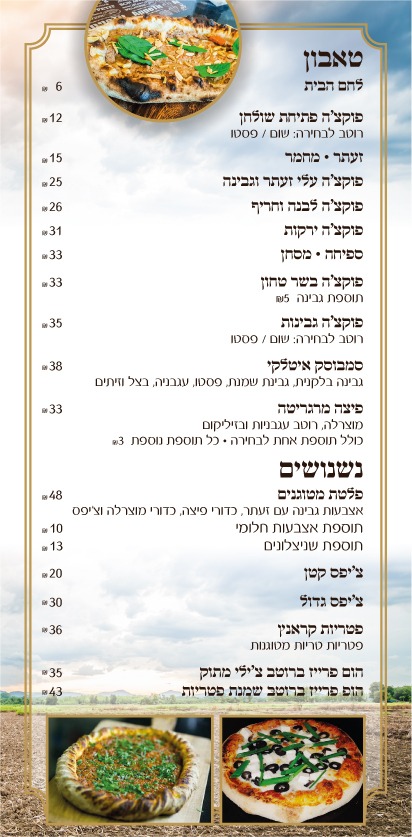 טאבון
לחם הבית 6 ₪
פוקצ'ה פתיחת שולחן 12 ₪
רוטב לבחירה: שום / פסטו
זעתר • מחמר 15 ₪
פוקצ'ה עלי זעתר וגבינה 25 ₪
פוקצ'ה לבנה וחריף 26 ₪
פוקצ'ה ירקות 31 ₪
ספיחה • מסחן 33 ₪
פוקצ'ה בשר טחון 33 ₪
תוספת גבינה 5₪
פוקצ'ה גבינות 35 ₪
רוטב לבחירה: שום / פסטו
סמבוסק איטלקי 38 ₪
גבינה בלקנית, גבינת שמנת, פסטו, עגבניה, בצל וזיתים
פיצה מרגריטה 33 ₪
מוצרלה, רוטב עגבניות ובזיליקום
כולל תוספת אחת לבחירה • כל תוספת נוספת 3₪
נשנושים
פלטת מטוגנים 48 ₪
אצבעות גבינה עם זעתר, כדורי פיצה, כדורי מוצרלה וצ'יפס
תוספת אצבעות חלומי 10 ₪
תוספת שניצלונים 13 ₪
צ'יפס קטן 20 ₪
צ'יפס גדול 30 ₪
פטריות קראנץ 36 ₪
פטריות טריות מטוגנות
הום פרייז ברוטב צ'ילי מתוק 35 ₪
הופ פרייז ברוטב שמנת פטריות 43 ₪